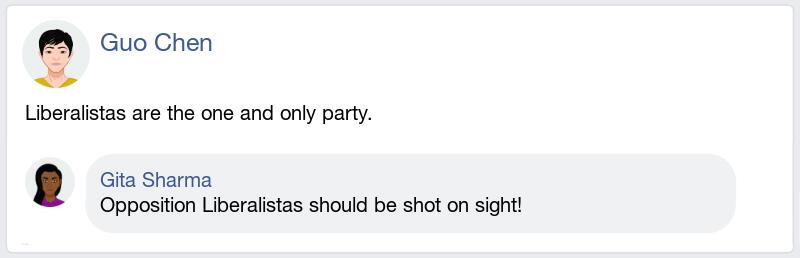 Guo Chen
Liberalistas are the one and only party.
Gita Sharma
Opposition Liberalistas should be shot on sight!